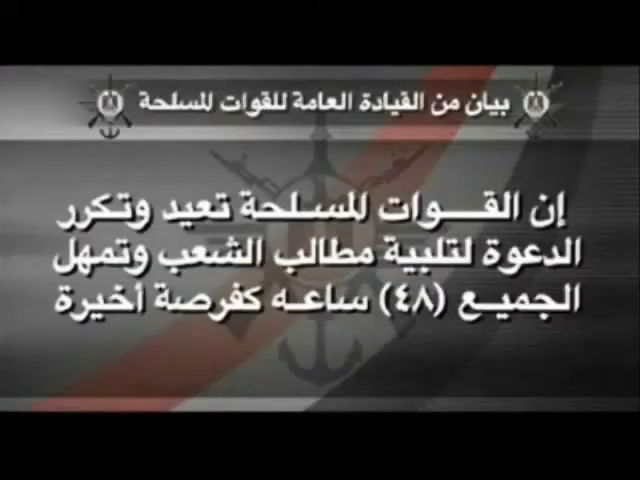 بيان من القيادة العامة للقوات المسلحة
إن القوات المسلحة تعيد وتكرر
الدعوة لتلبية مطالب الشعب وتمهل
الجميع (٤٨) ساعه كفرصة أخيرة